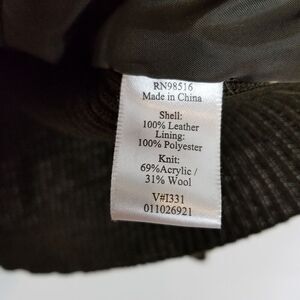 RN98516
Made in China
Shell:
100% Leather
Lining:
100% Polyester
Knit:
69%Acrylic /
31% Wool
V#I331
011026921